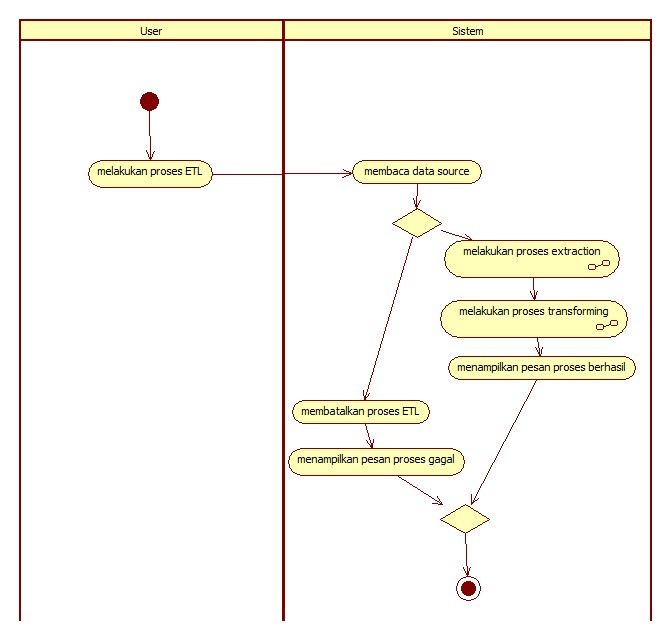 User
Sistem
melakukan proses ETL
membaca data source
melakukan proses extraction
melakukan proses transforming
menampilkan pesan proses berhasil
membatalkan proses ETL
menampilkan pesan proses gagal